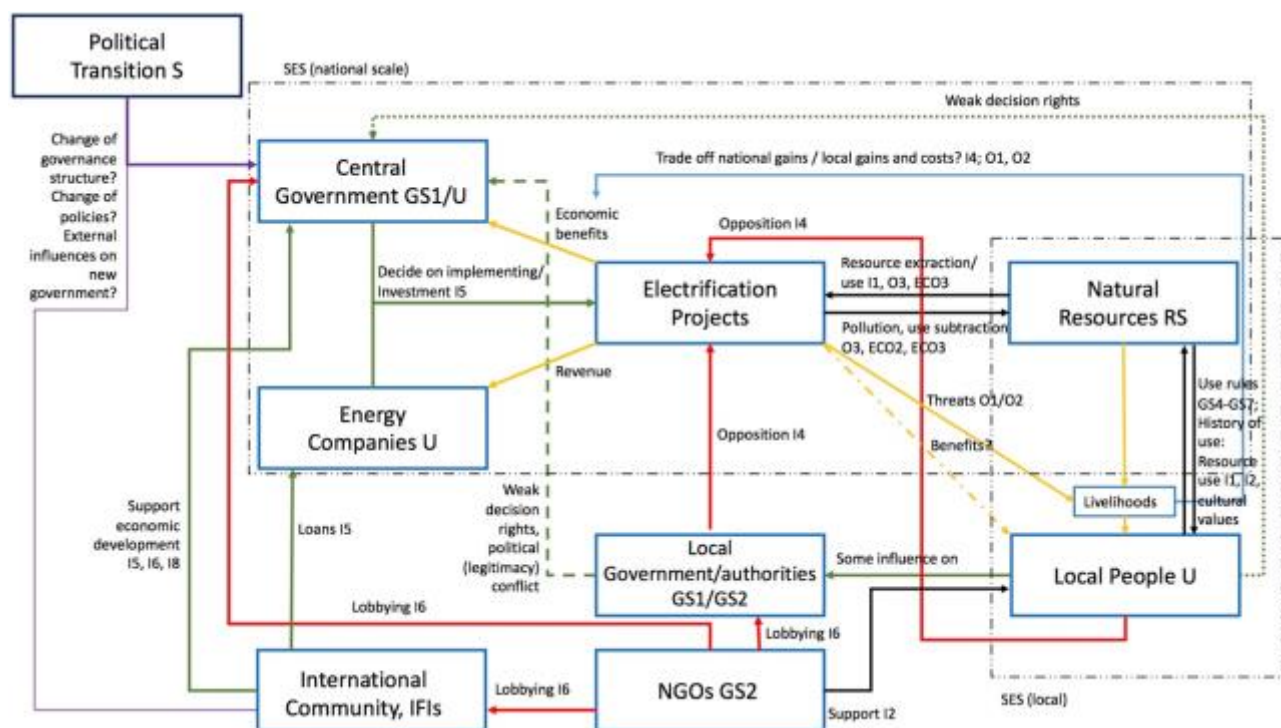 Political
Transition S
SES (national scale)
Weak decision rights
Change of
governance
structure?
Change of
policies?
External
influences on
new
government?
Central
Government GS1/U
Trade off national gains / local gains and costs? I4; O1, O2
Economic
benefits
Opposition I4
Decide on implementing/
Investment I5
Electrification
Projects
Resource extraction/
use I1, O3, ECO3
Pollution, use subtraction
O3, ECO2, ECO3
Natural
Resources RS
Revenue
Energy
Companies U
Threats O1/O2
Benefits?
Use rules
GS4-GS7;
History of
use:
Resource
use I1, I2,
cultural
values
Opposition I4
Livelihoods
Support
economic
development
I5, I6, I8
Loans I5
Weak
decision
rights,
political
(legitimacy)
conflict
Local
Government/authorities
GS1/GS2
Some influence on
Local People U
Lobbying I6
Lobbying I6
International
Community, IFIs
Lobbying I6
NGOs GS2
Support I2
SES (local)